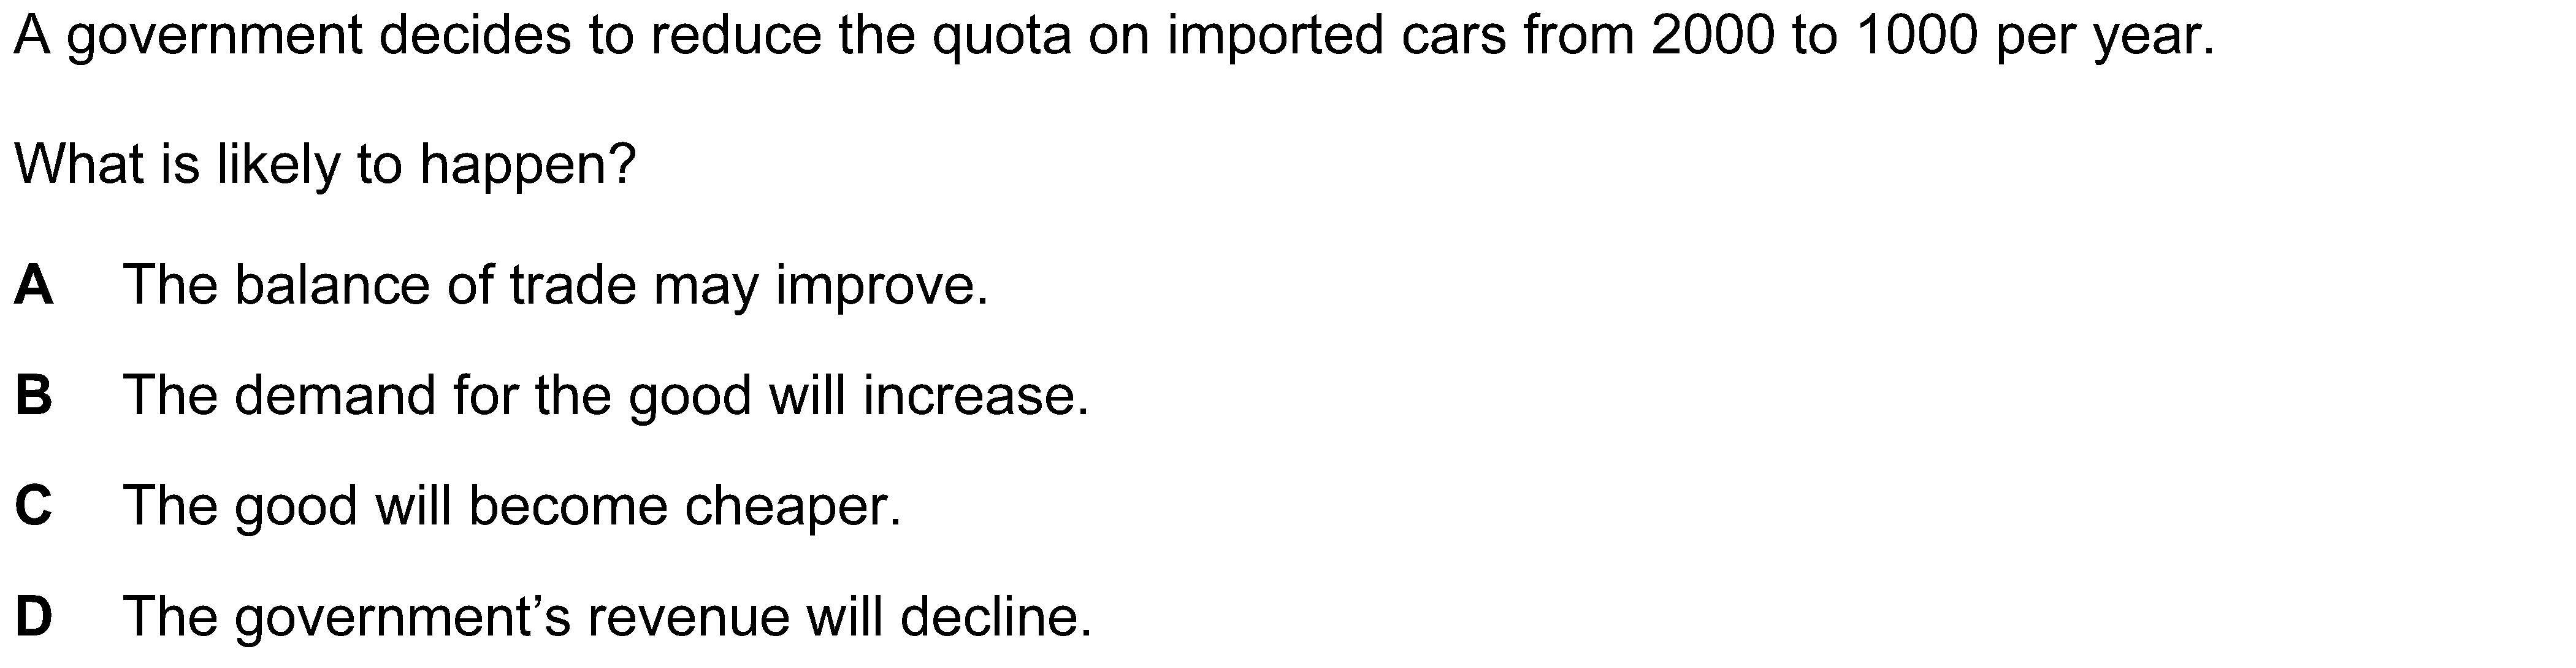 A government decides to reduce the quota on imported cars from 2000 to 1000 per year.
What is likely to happen?
A The balance of trade may improve.
B The demand for the good will increase.
C The good will become cheaper.
D The government’s revenue will decline.